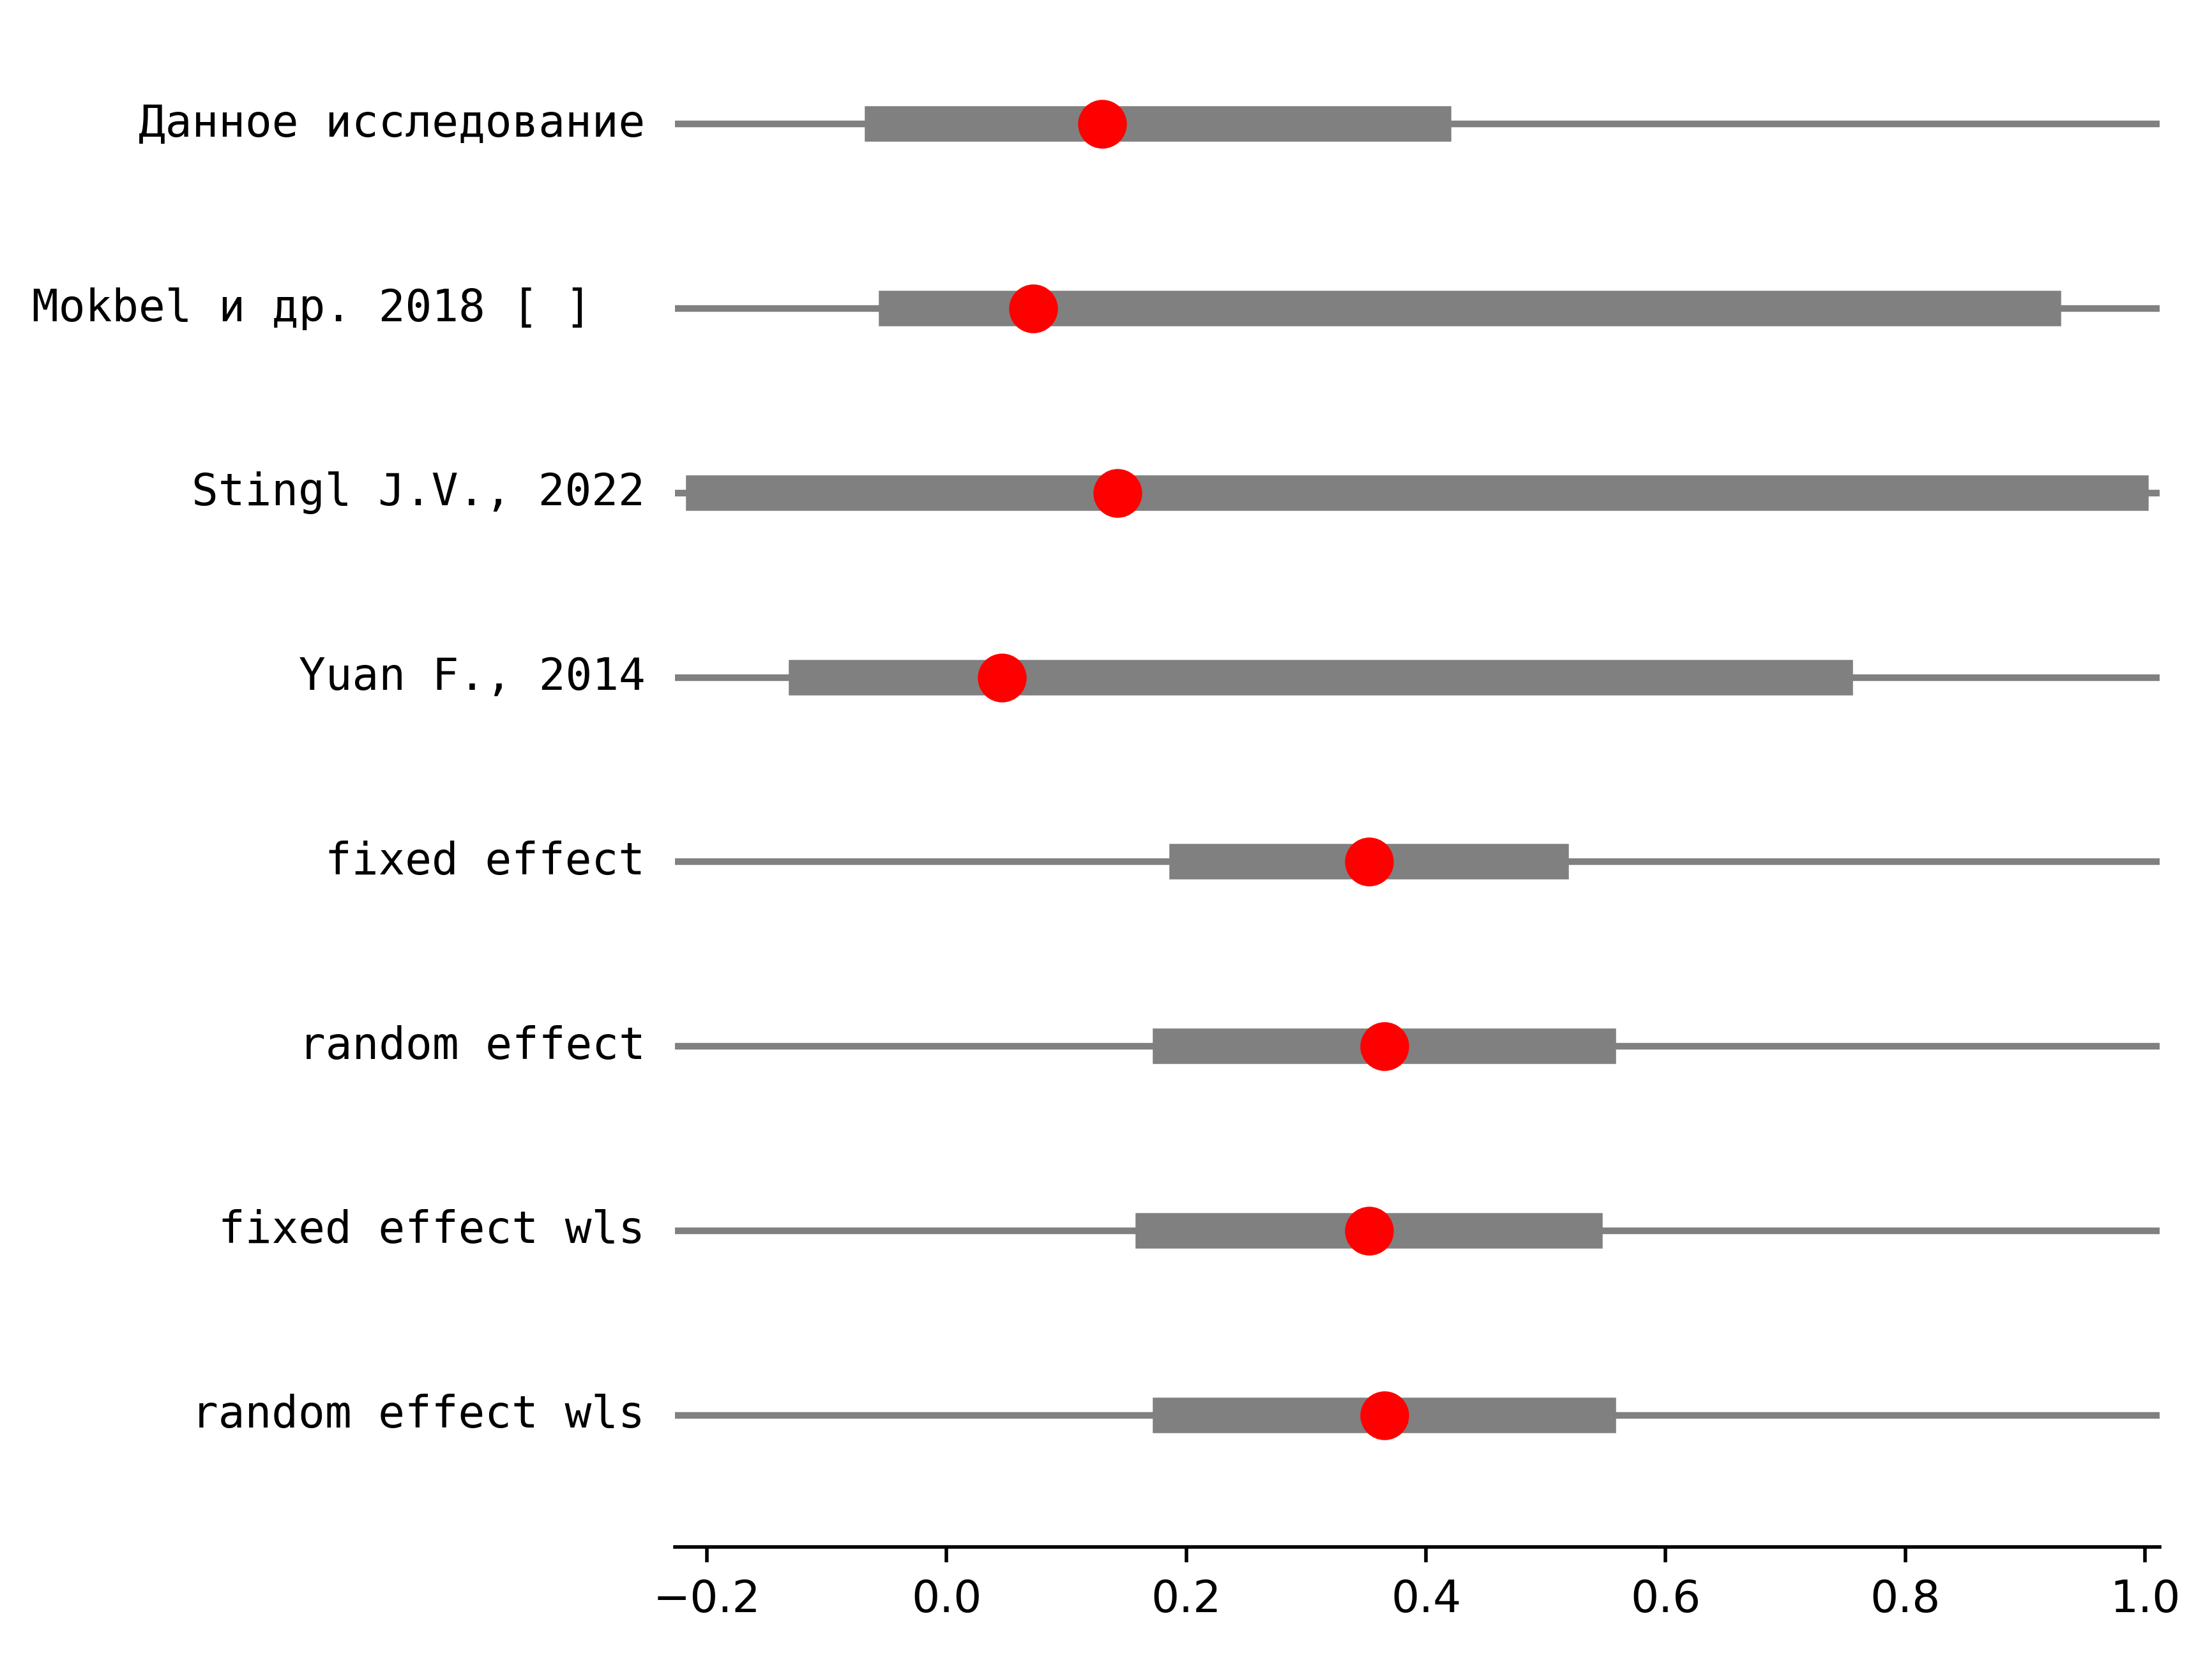 Данное исследование
Mokbel и др. 2018 [ ]
Stingl J.V., 2022
Yuan F., 2014
fixed effect
random effect
fixed effect wls
random effect wls
−0.2 0.0 0.2 0.4 0.6 0.8 1.0